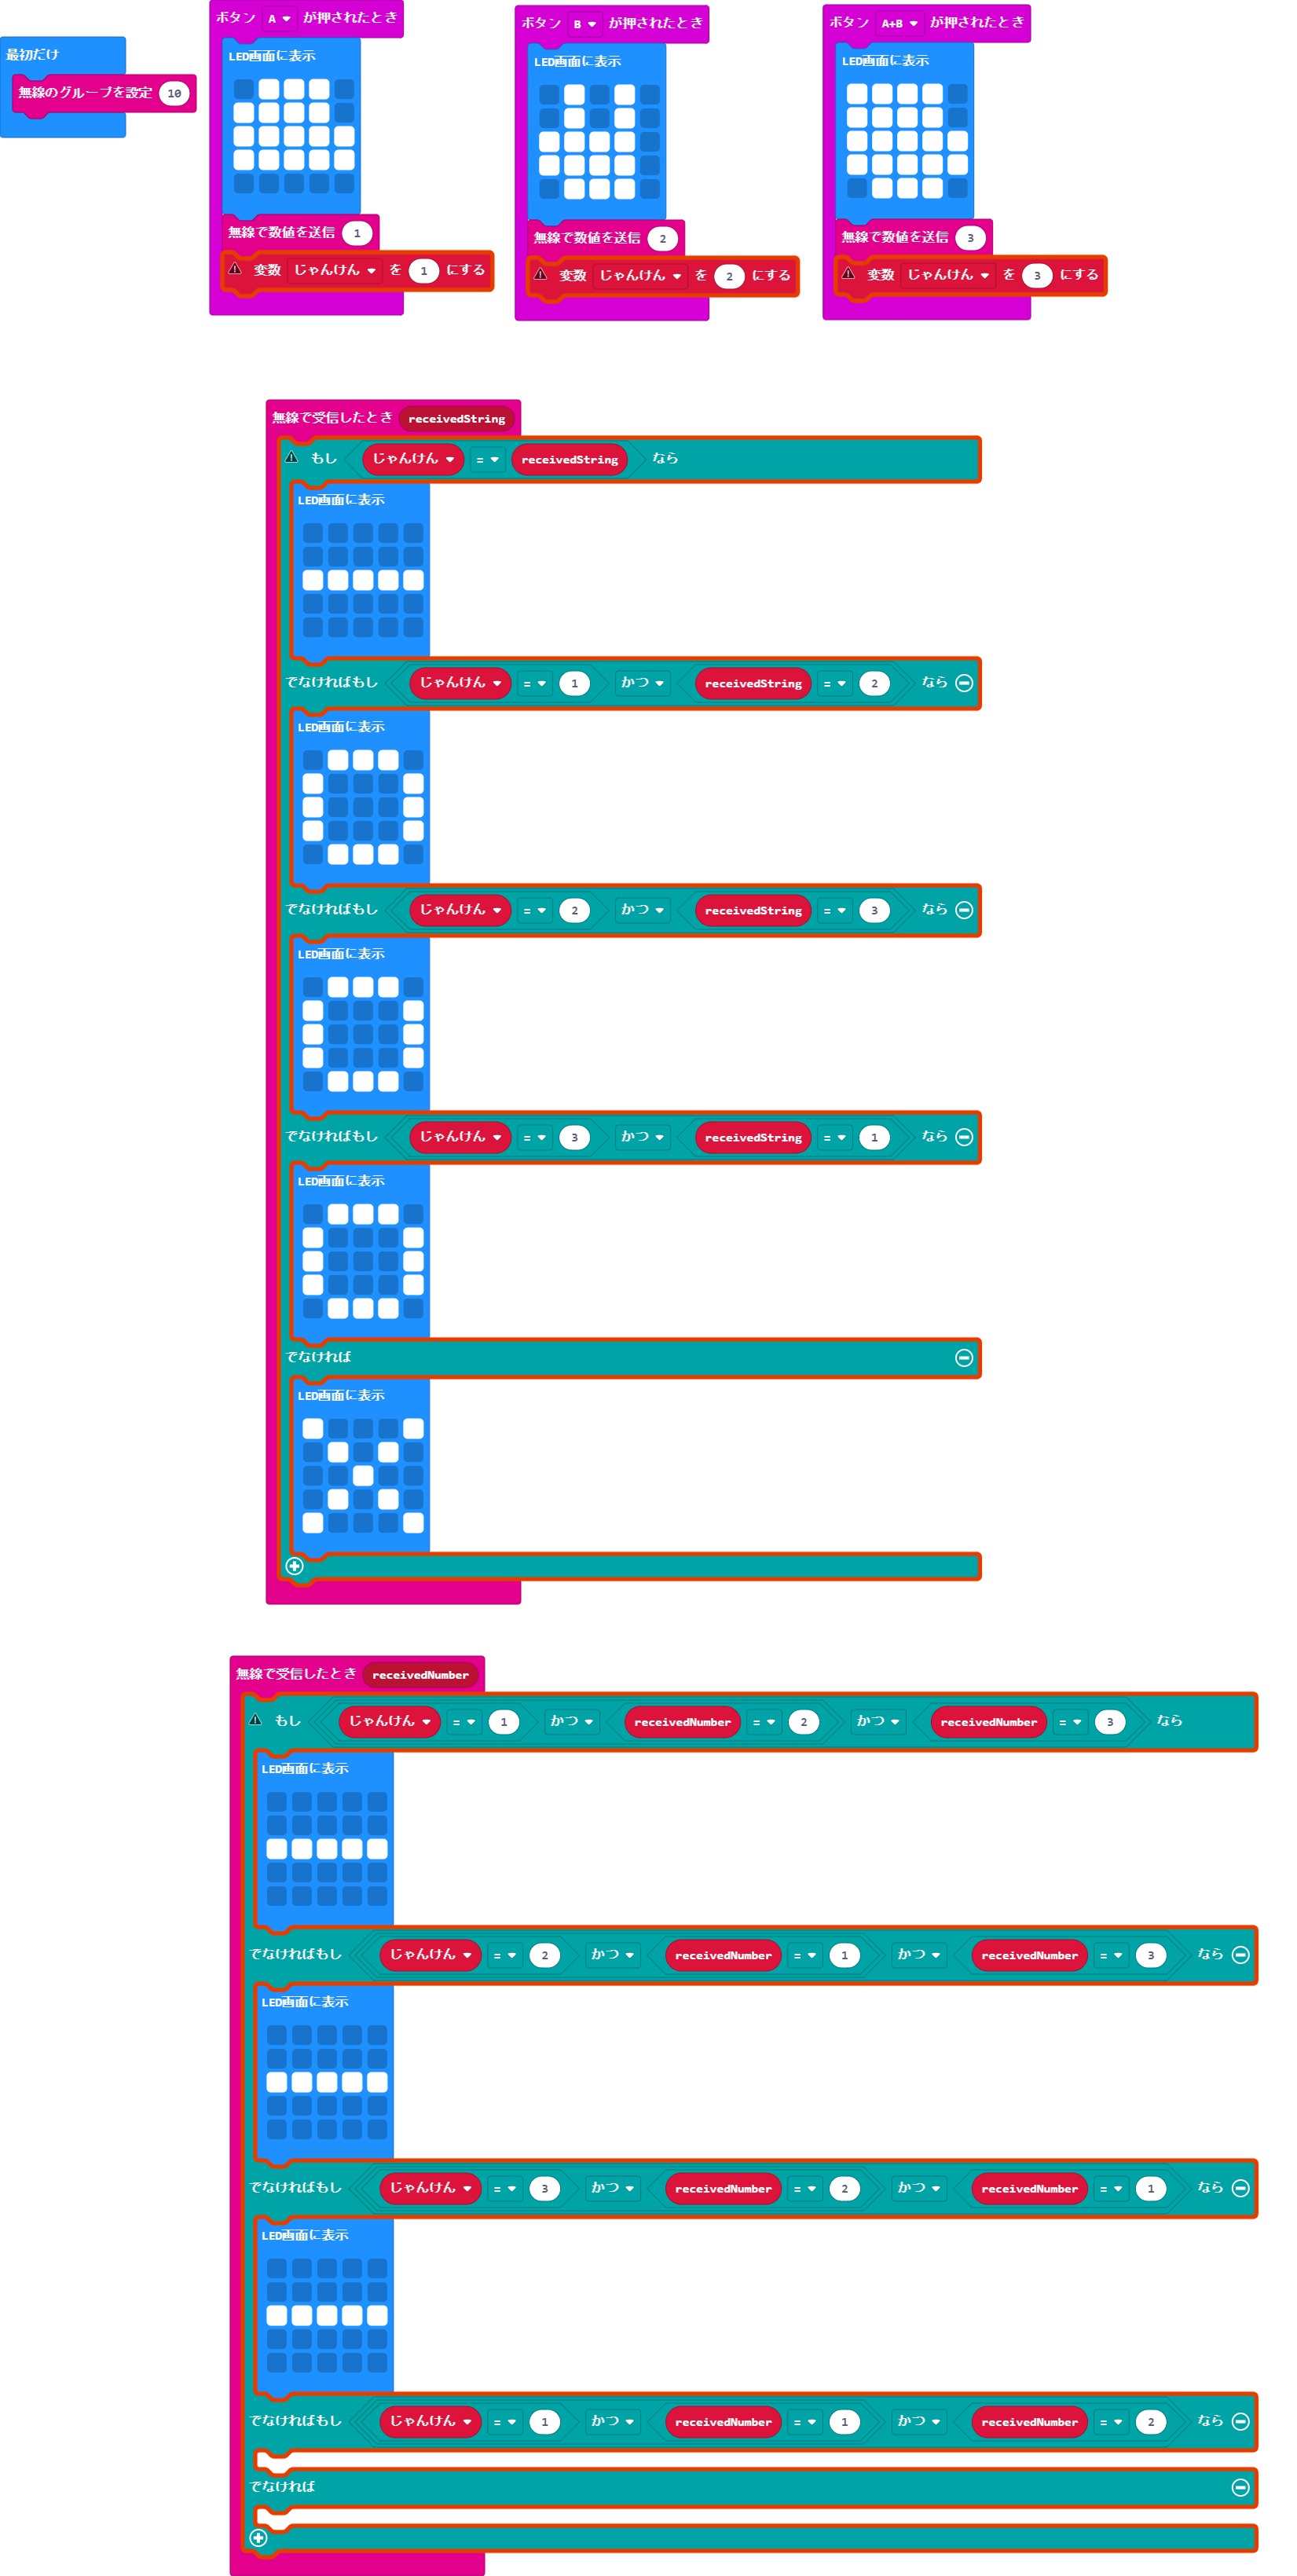 最初だけ
無線のグループを設定 10
ボタン A が押されたとき
LED画面に表示
無線で数値を送信 1
変数 じゃんけん を 1 にする
ボタン B が押されたとき
LED画面に表示
無線で数値を送信 2
変数 じゃんけん を 2 にする
ボタン A+B が押されたとき
LED画面に表示
無線で数値を送信 3
変数 じゃんけん を 3 にする
無線で受信したとき receivedString
もし じゃんけん = receivedString なら
LED画面に表示
でなければもし じゃんけん = 1 かつ receivedString = 2 なら
LED画面に表示
でなければもし じゃんけん = 2 かつ receivedString = 3 なら
LED画面に表示
でなければもし じゃんけん = 3 かつ receivedString = 1 なら
LED画面に表示
でなければ
LED画面に表示
無線で受信したとき receivedNumber
もし じゃんけん = 1 かつ receivedNumber = 2 かつ receivedNumber = 3 なら
LED画面に表示
でなければもし じゃんけん = 2 かつ receivedNumber = 1 かつ receivedNumber = 3 なら
LED画面に表示
でなければもし じゃんけん = 3 かつ receivedNumber = 2 かつ receivedNumber = 1 なら
LED画面に表示
でなければもし じゃんけん = 1 かつ receivedNumber = 1 かつ receivedNumber = 2 なら
でなければ